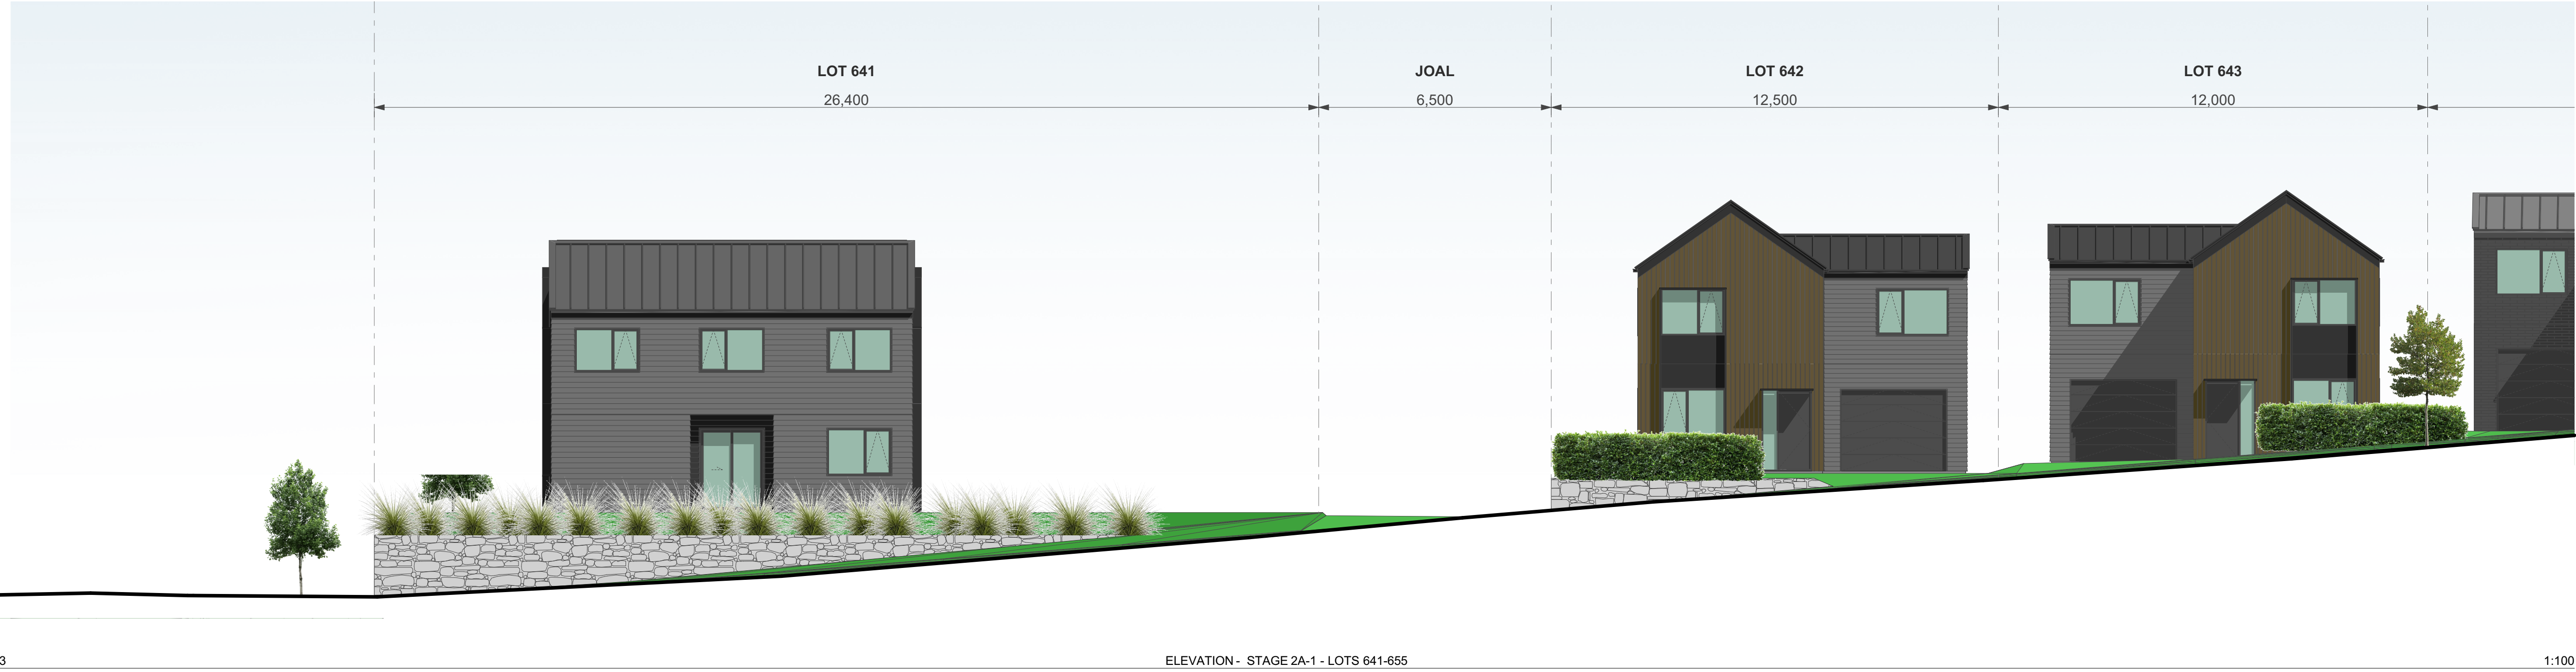 LOT 641
JOAL
LOT 642
LOT 643
26,400
6,500
12,500
12,000
3
ELEVATION - STAGE 2A-1 - LOTS 641-655
1:100